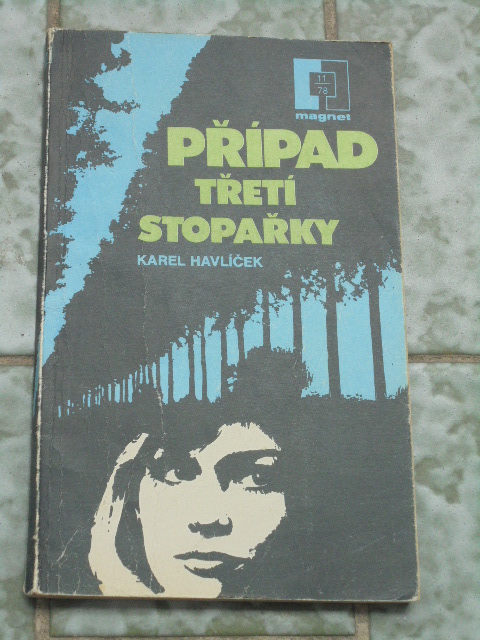 11
78
magnet
PŘÍPAD
TŘETÍ
STOPAŘKY
KAREL HAVLÍČEK